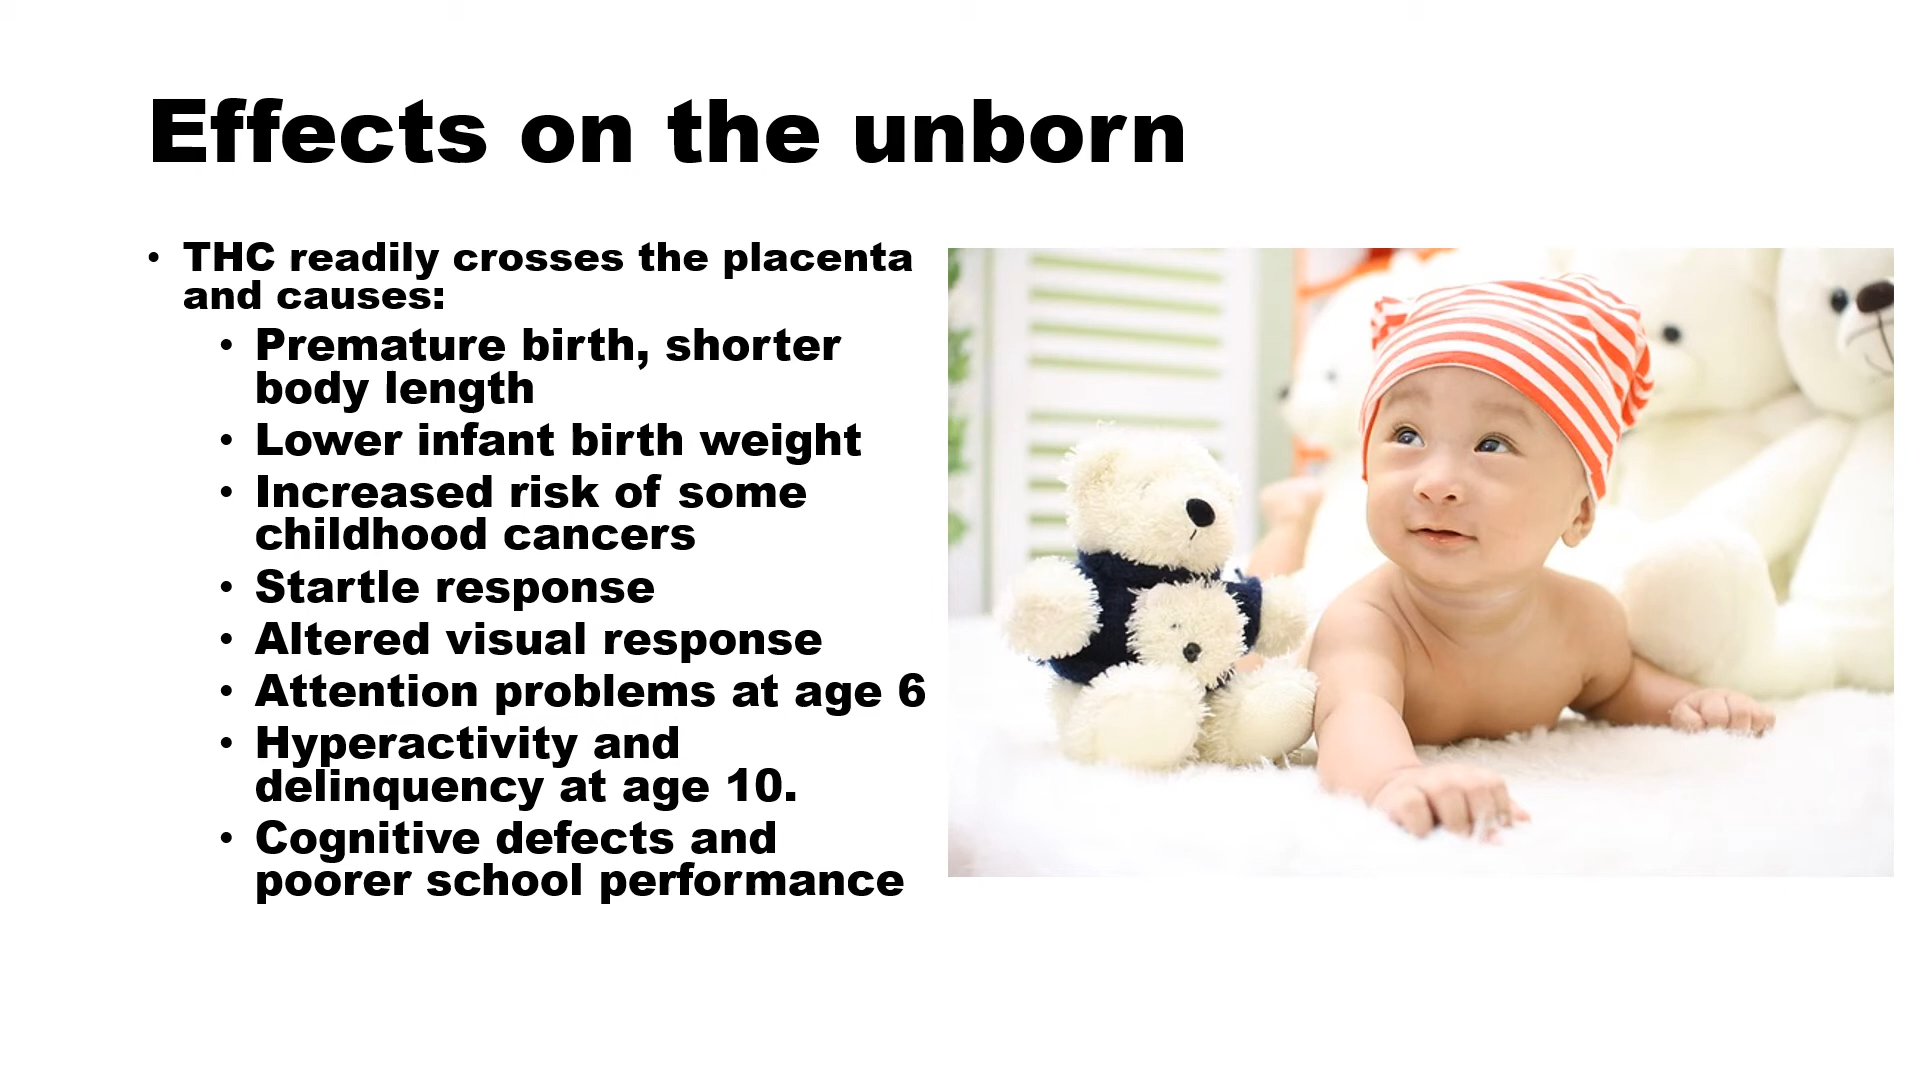 Effects on the unborn
• THC readily crosses the placenta
and causes:
• Premature birth, shorter
body length
• Lower infant birth weight
• Increased risk of some
childhood cancers
• Startle response
• Altered visual response
• Attention problems at age 6
• Hyperactivity and
delinquency at age 10.
• Cognitive defects and
poorer school performance